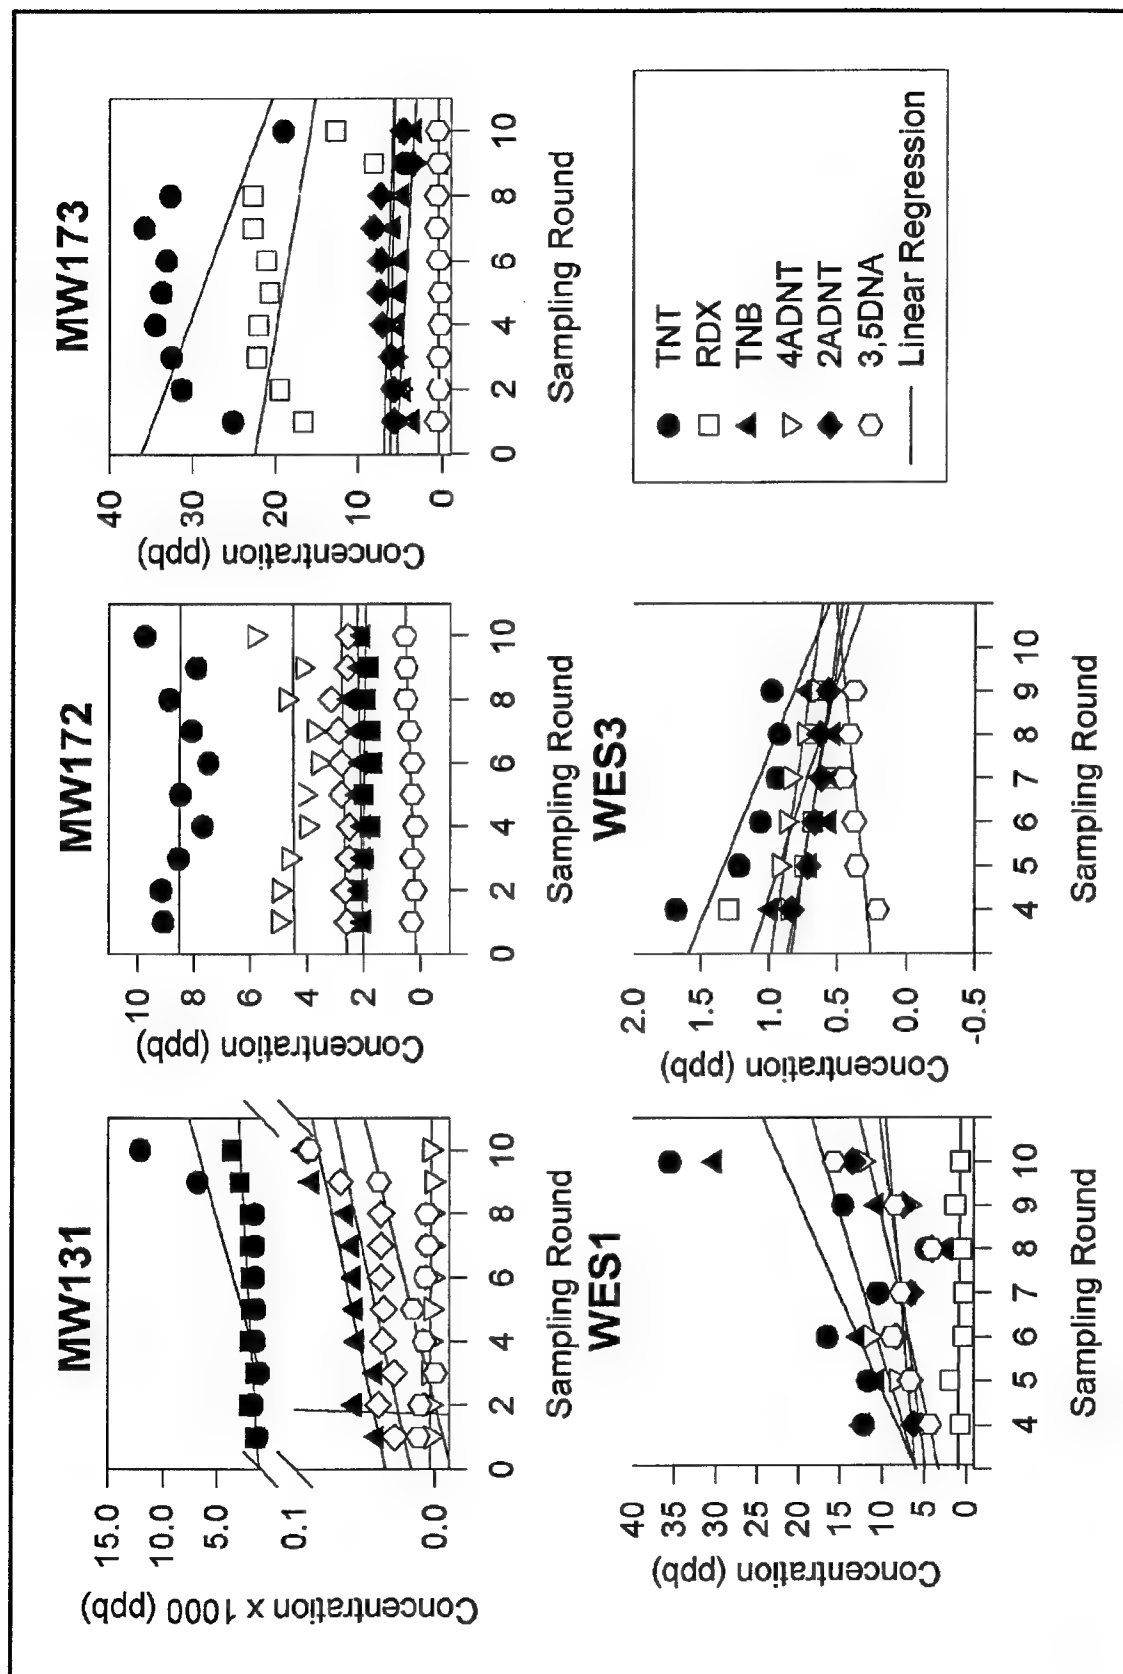 MW131
Concentration x 1000 (ppb)
15.0
10.0
5.0
0.1
0.0
0 2 4 6 8 10
Sampling Round
MW172
Concentration (ppb)
10
8
6
4
2
0
0 2 4 6 8 10
Sampling Round
MW173
Concentration (ppb)
40
30
20
10
0
0 2 4 6 8 10
Sampling Round
WES1
Concentration (ppb)
40
35
30
25
20
15
10
5
0
4 5 6 7 8 9 10
Sampling Round
WES3
Concentration (ppb)
2.0
1.5
1.0
0.5
0.0
-0.5
4 5 6 7 8 9 10
Sampling Round
TNT
RDX
TNB
4ADNT
2ADNT
3,5DNA
Linear Regression